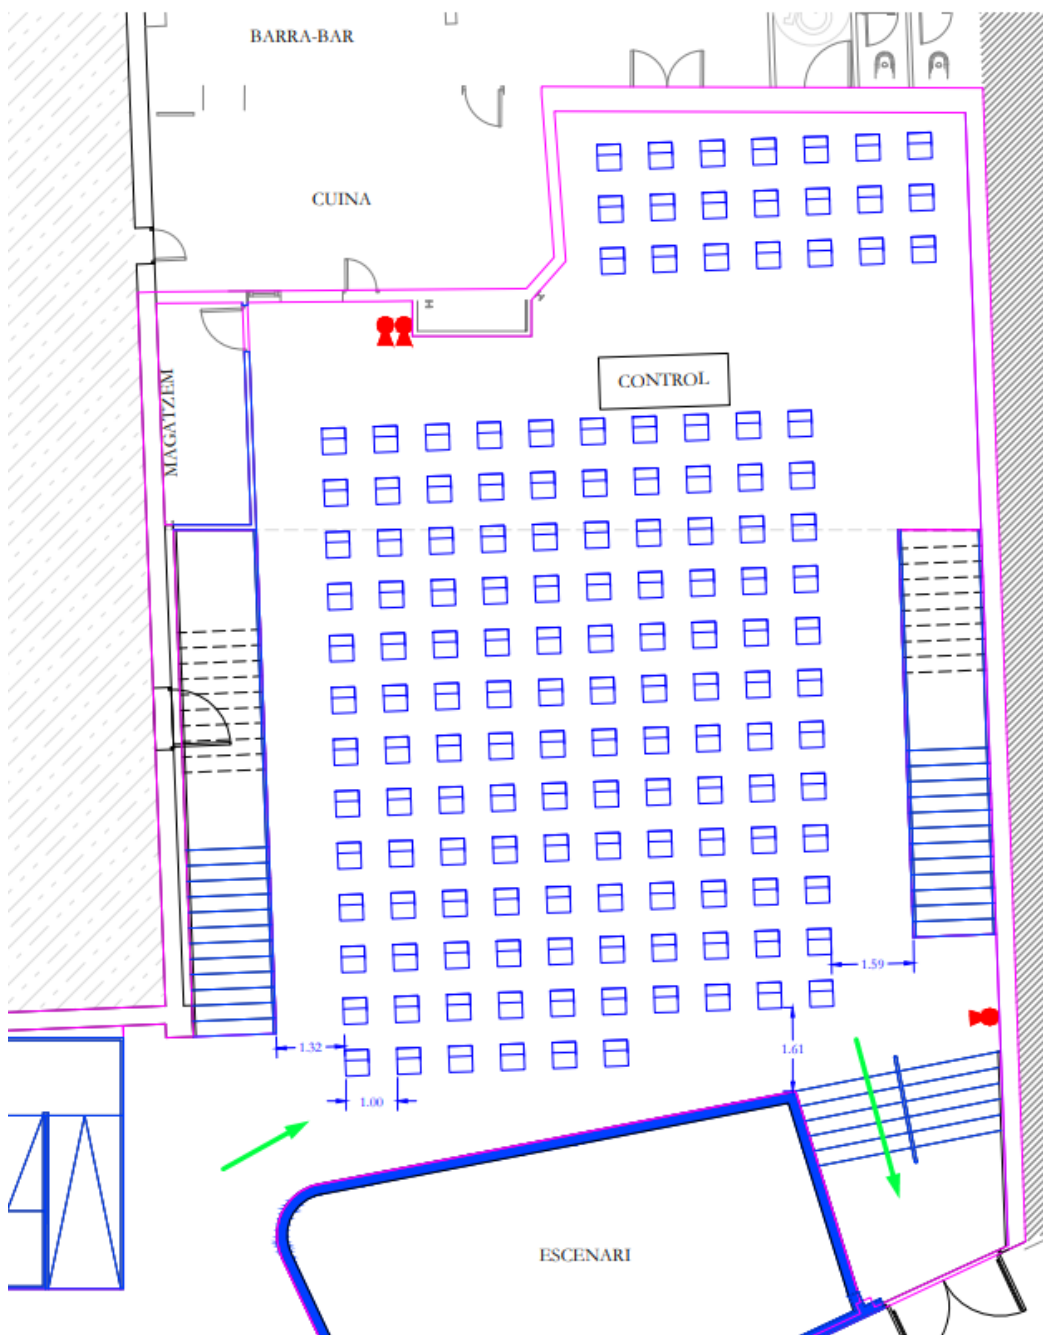 BARRA-BAR
CUINA
H
A
CONTROL
MAGATZEM
1.59
1.32
1.61
1.00
ESCENARI